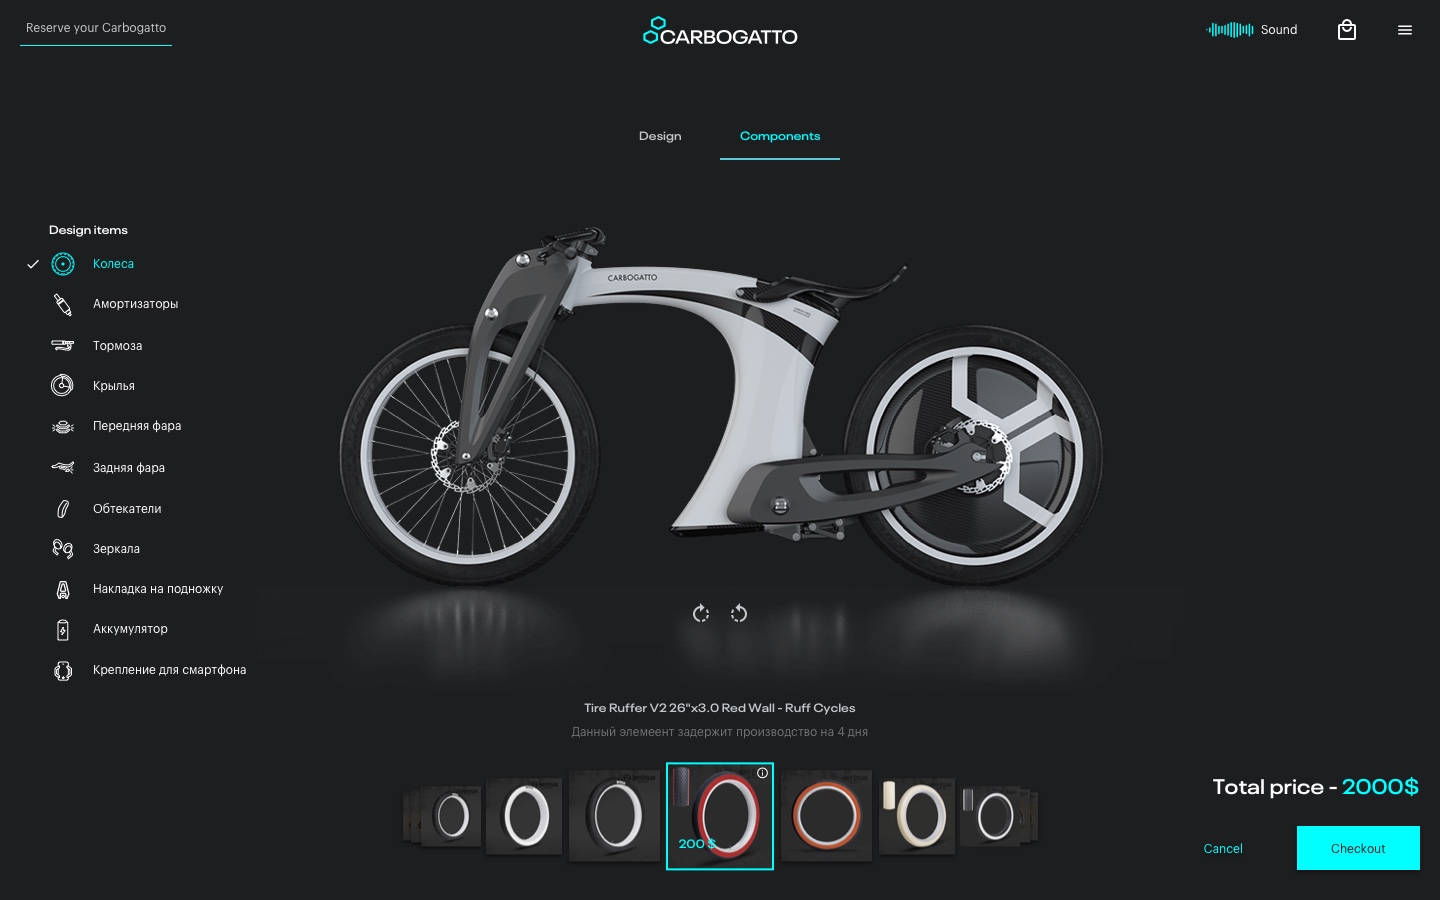 Reserve your Carbogatto
CARBOGATTO
Sound
Design
Components
Design items
Колеса
Амортизаторы
Тормоза
Крылья
Передняя фара
Задняя фара
Обтекатели
Зеркала
Накладка на подножку
Аккумулятор
Крепление для смартфона
CARBOGATTO
Tire Ruffer V2 26"x3.0 Red Wall - Ruff Cycles
Данный элемеент задержит производство на 4 дня
200 $
Total price - 2000$
Cancel
Checkout